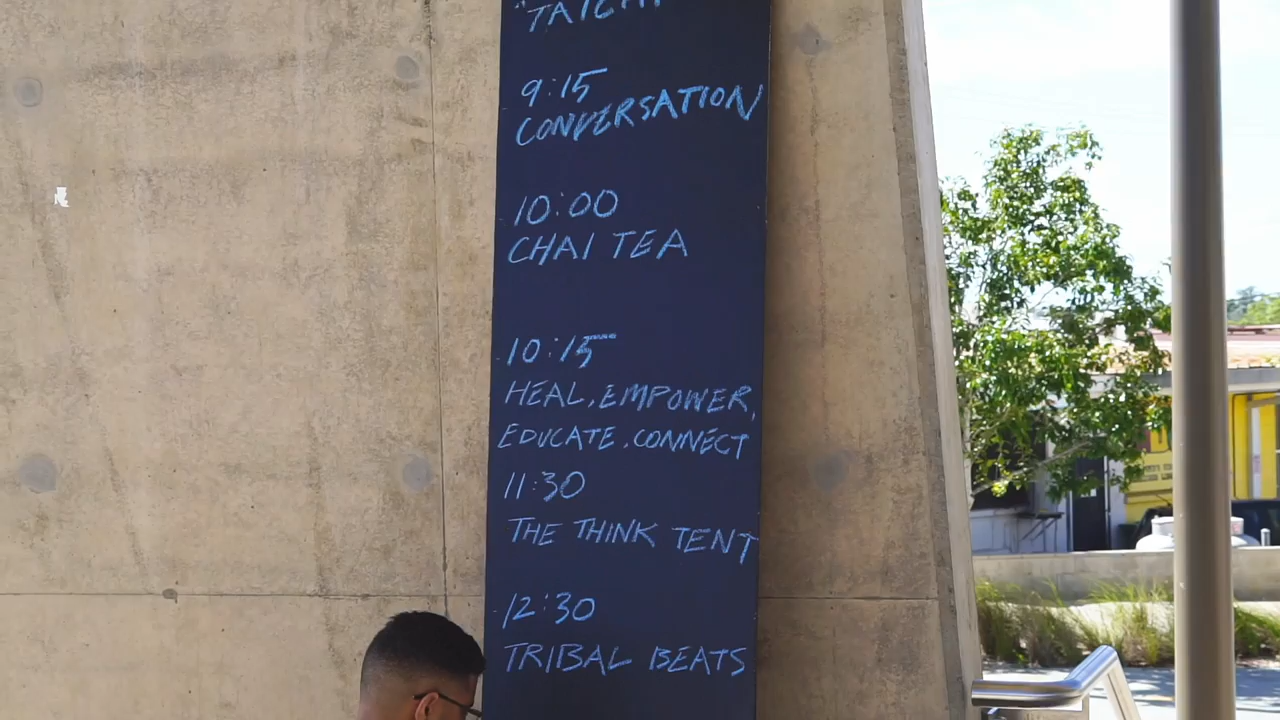 "TAICHI
9:15
CONVERSATION
10:00
CHAI TEA
10:15
HEAL, EMPOWER,
EDUCATE, CONNECT
11:30
THE THINK TENT
12:30
TRIBAL BEATS